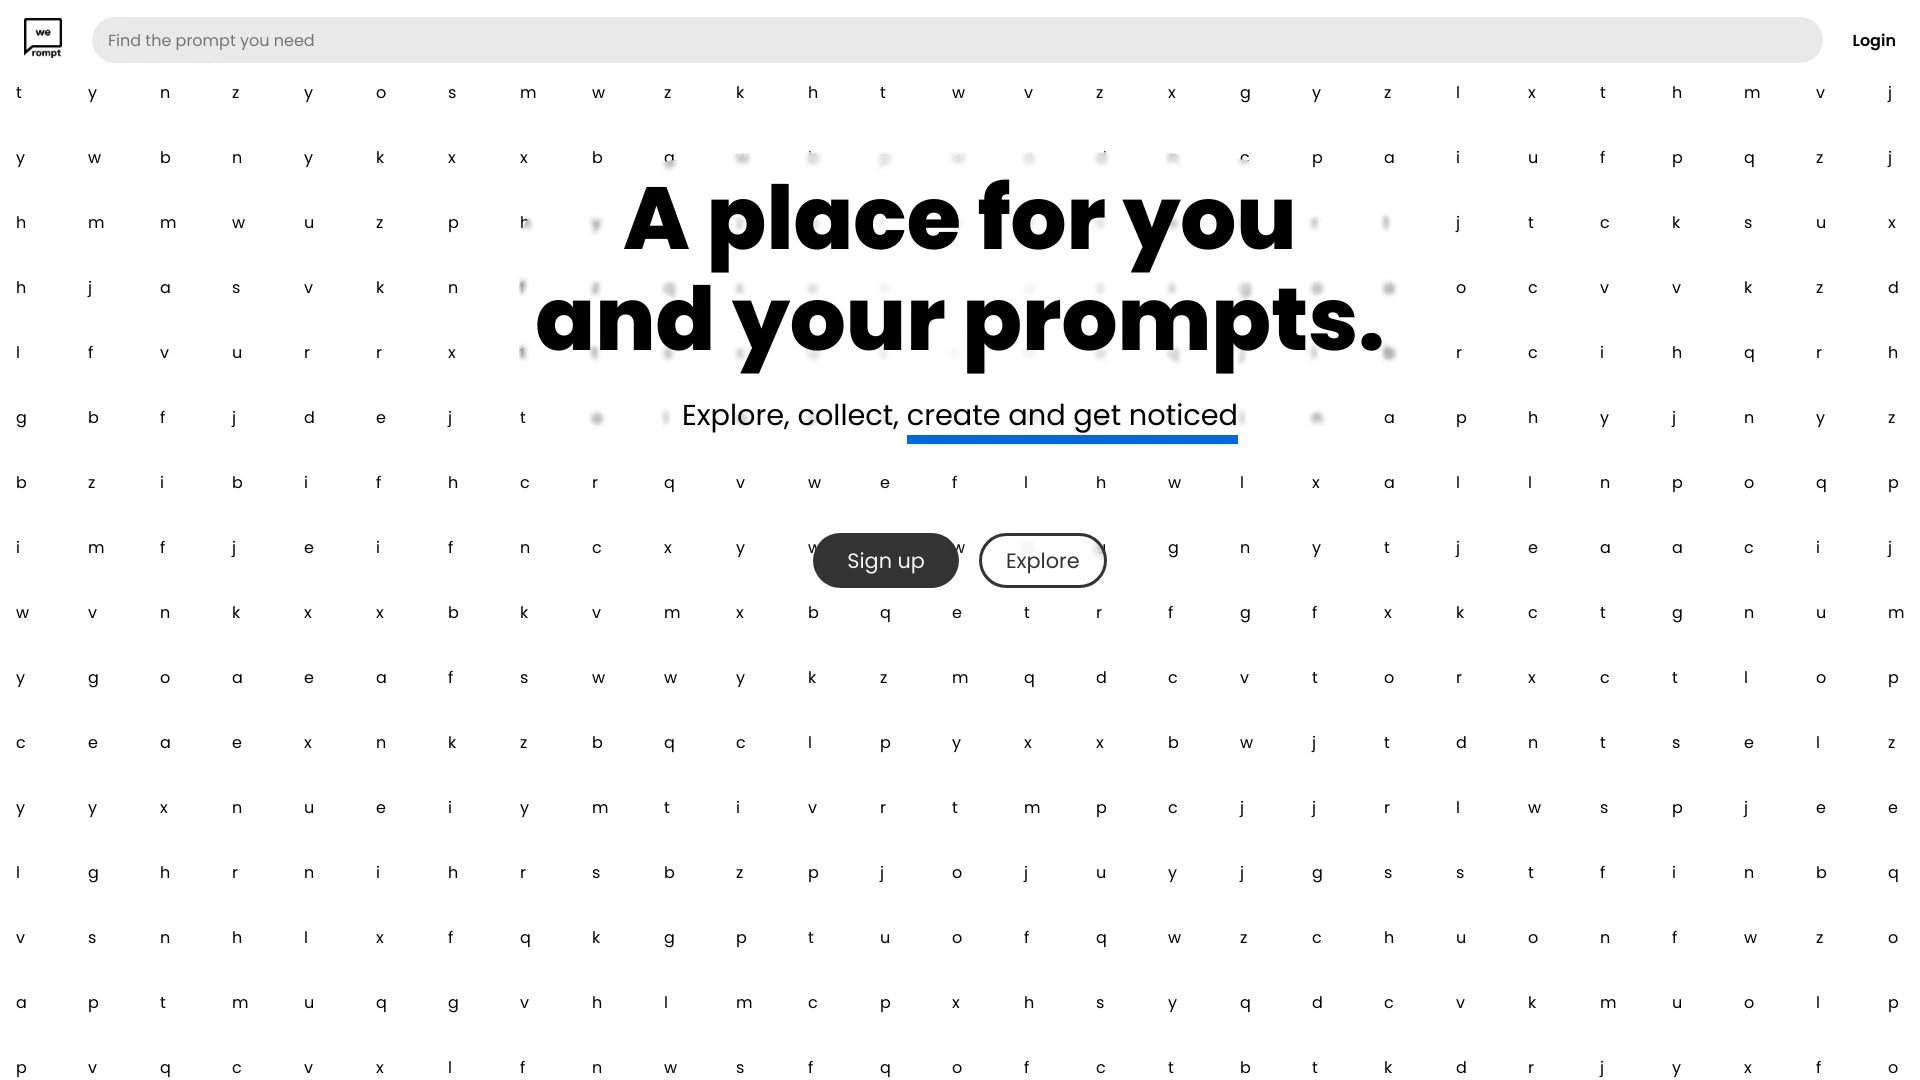 we
rompt
Find the prompt you need
Login
t y n z y o s m w z k h t w v z x g y z l x t h m v j
y w b n y k x x b g c p a i u f p q z j
h m m w u z p h A place for you j t c k s u x
h j a s v k n o c v v k z d
and your prompts.
l f v u r r x r c i h q r h
g b f j d e j t Explore, collect, create and get noticed a p h y j n y z
b z i b i f h c r q v w e f l h w l x a l l n p o q p
i m f j e i f n c x y w w g n y t j e a a c i j
Sign up Explore
w v n k x x b k v m x b q e t r f g f x k c t g n u m
y g o a e a f s w w y k z m q d c v t o r x c t l o p
c e a e x n k z b q c l p y x x b w j t d n t s e l z
y y x n u e i y m t i v r t m p c j j r l w s p j e e
l g h r n i h r s b z p j o j u y j g s s t f i n b q
v s n h l x f q k g p t u o f q w z c h u o n f w z o
a p t m u q g v h l m c p x h s y q d c v k m u o l p
p v q c v x l f n w s f q o f c t b t k d r j y x f o